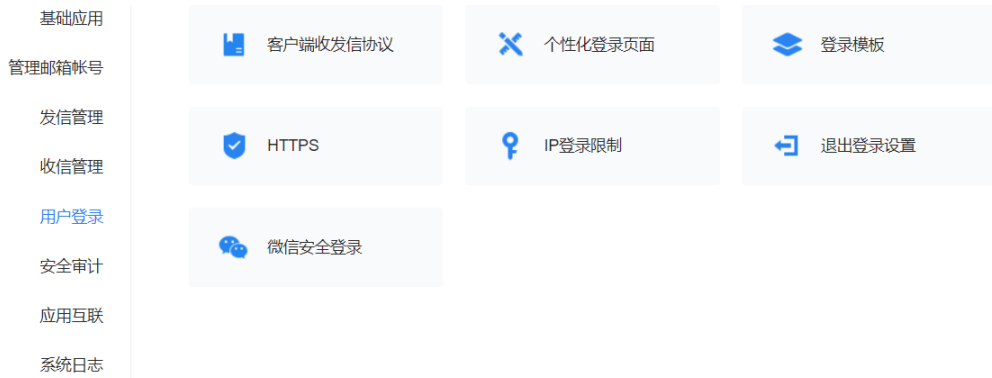 基础应用
管理邮箱帐号
发信管理
收信管理
用户登录
安全审计
应用互联
系统日志
客户端收发信协议
个性化登录页面
登录模板
HTTPS
IP登录限制
退出登录设置
微信安全登录